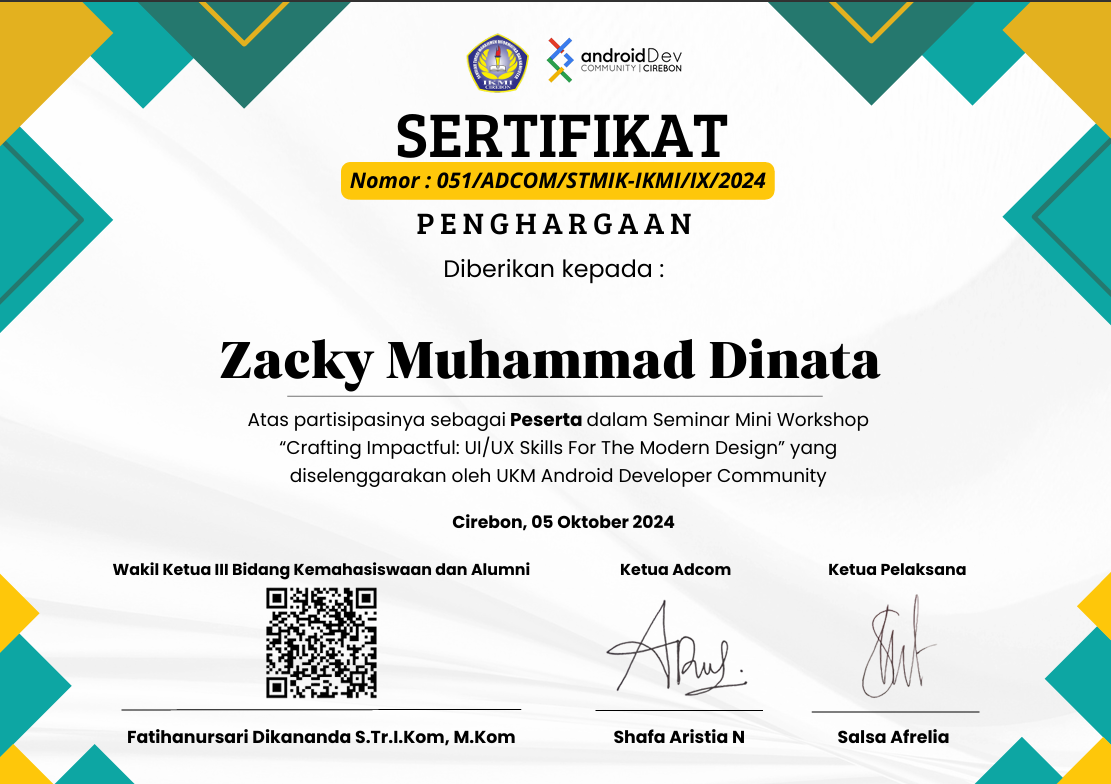 IKMI
CIREBON
androidDev
COMMUNITY | CIREBON
SERTIFIKAT
Nomor : 051/ADCOM/STMIK-IKMI/IX/2024
PENGHARGAAN
Diberikan kepada :
Zacky Muhammad Dinata
Atas partisipasinya sebagai Peserta dalam Seminar Mini Workshop
“Crafting Impactful: UI/UX Skills For The Modern Design” yang
diselenggarakan oleh UKM Android Developer Community
Cirebon, 05 Oktober 2024
Wakil Ketua III Bidang Kemahasiswaan dan Alumni
Ketua Adcom
Ketua Pelaksana
Fatihanursari Dikananda S.Tr.I.Kom, M.Kom
Shafa Aristia N
Salsa Afrelia